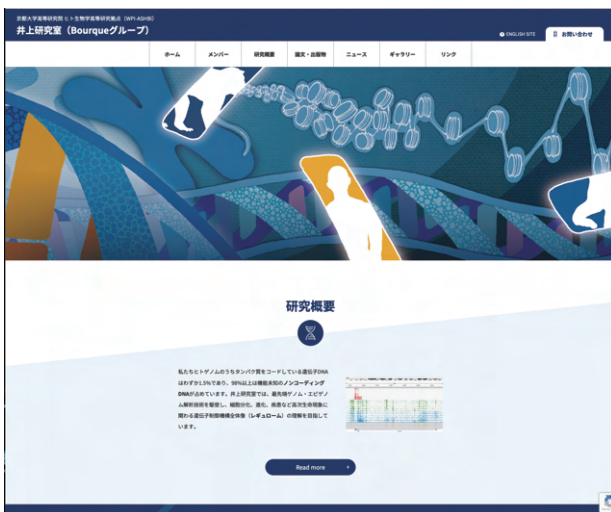 京都大学高等研究院 ヒト生物学高等研究拠点（WPI-ASHBi）
井上研究室（Bourqueグループ）
ENGLISH SITE
お問い合わせ
ホーム メンバー 研究概要 論文・出版物 ニュース ギャラリー リンク
研究概要
私たちヒトゲノムのうちタンパク質をコードしている遺伝子DNA
はわずか1.5%であり、98%以上は機能未知のノンコーディング
DNAが占めています。井上研究室では、最先端ゲノム・エピゲノ
ム解析技術を駆使し、細胞分化、進化、疾患など高次生命現象に
関わる遺伝子制御機構全体像（レギュローム）の理解を目指して
います。
Read more